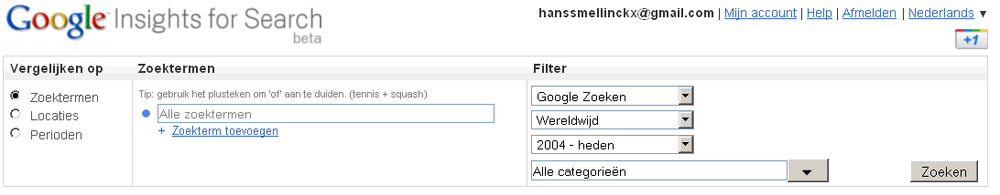 Google Insights for Search
beta
hanssmellinckx@gmail.com | Mijn account | Help | Afmelden | Nederlands ▼
+1
Vergelijken op
Zoektermen
Locaties
Perioden
Zoektermen
Tip: gebruik het plusteken om 'of' aan te duiden. (tennis + squash)
Alle zoektermen
+ Zoekterm toevoegen
Filter
Google Zoeken
Wereldwijd
2004 - heden
Alle categorieën
Zoeken